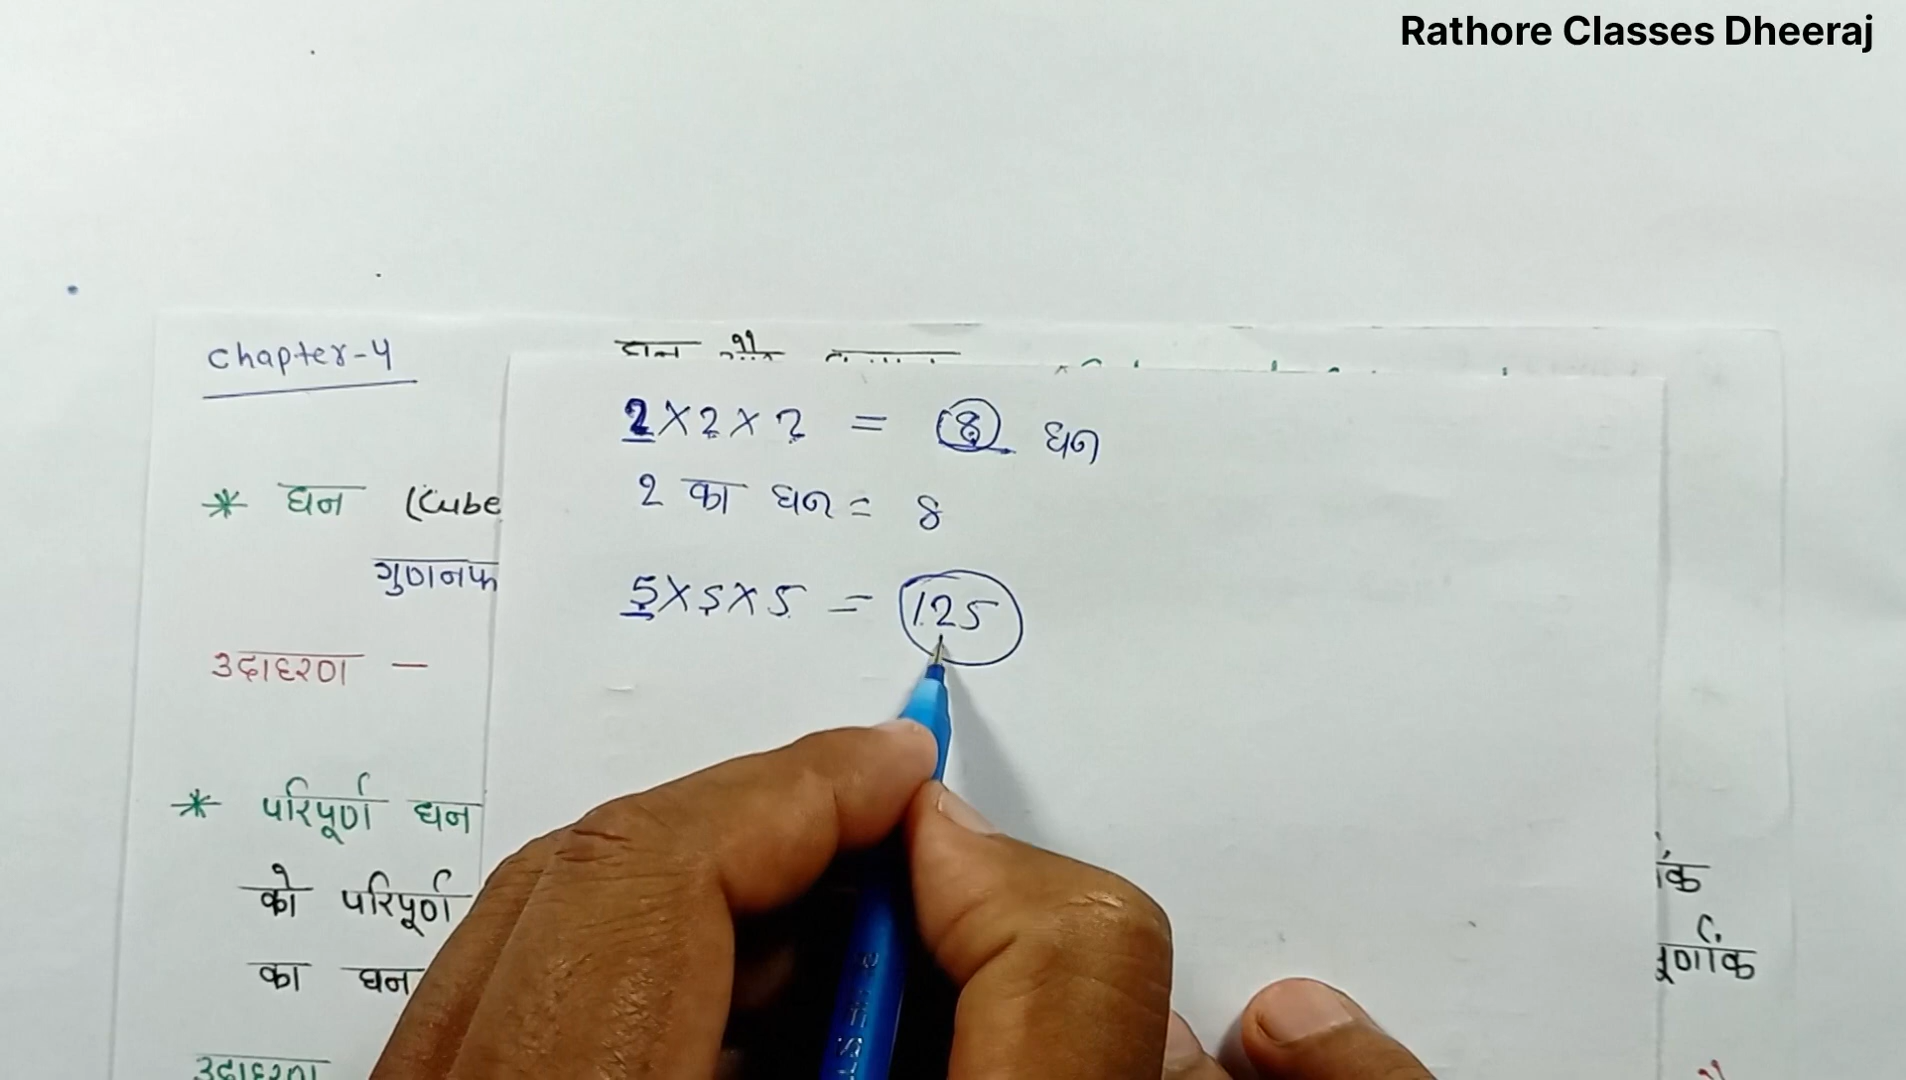 Rathore Classes Dheeraj
Chapter-4
2×2×2 = 8 घन
2 का घन = 8
5×5×5 = 125
* घन (Cube
गुणनफ
उदाहरण —
* परिपूर्ण घन
को परिपूर्ण
का घन
उदाहरण